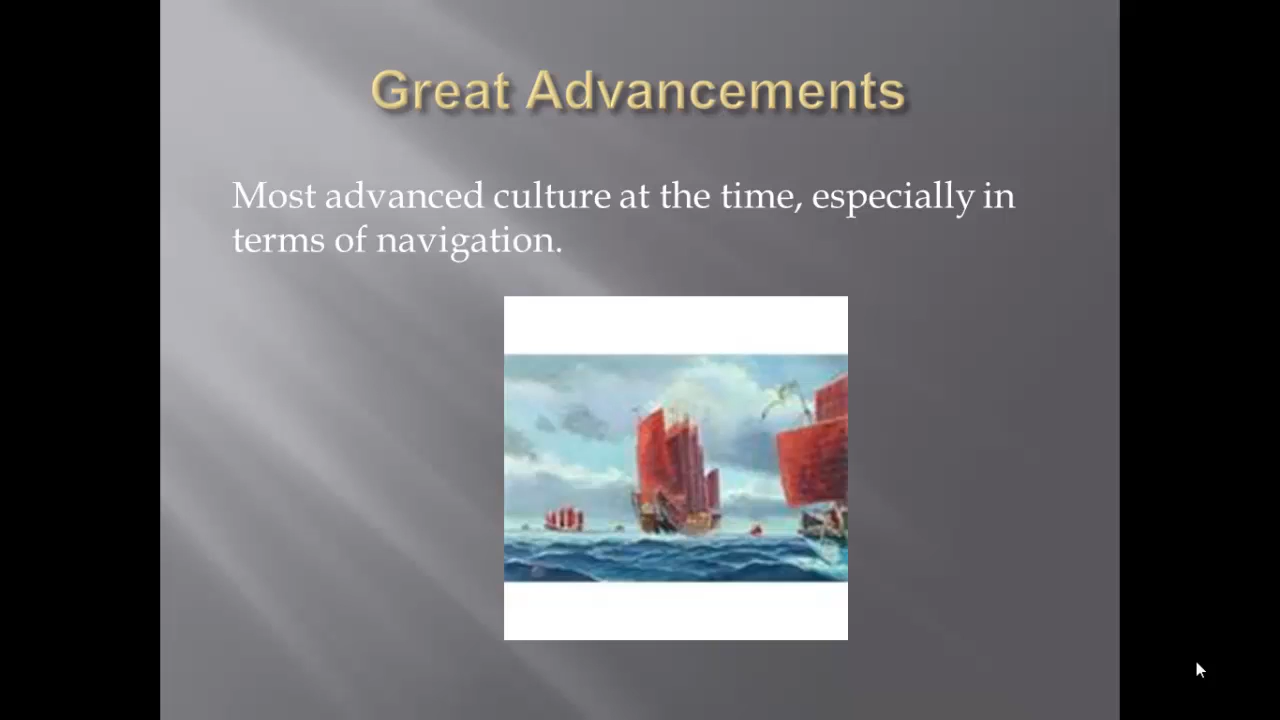 Great Advancements
Most advanced culture at the time, especially in
terms of navigation.